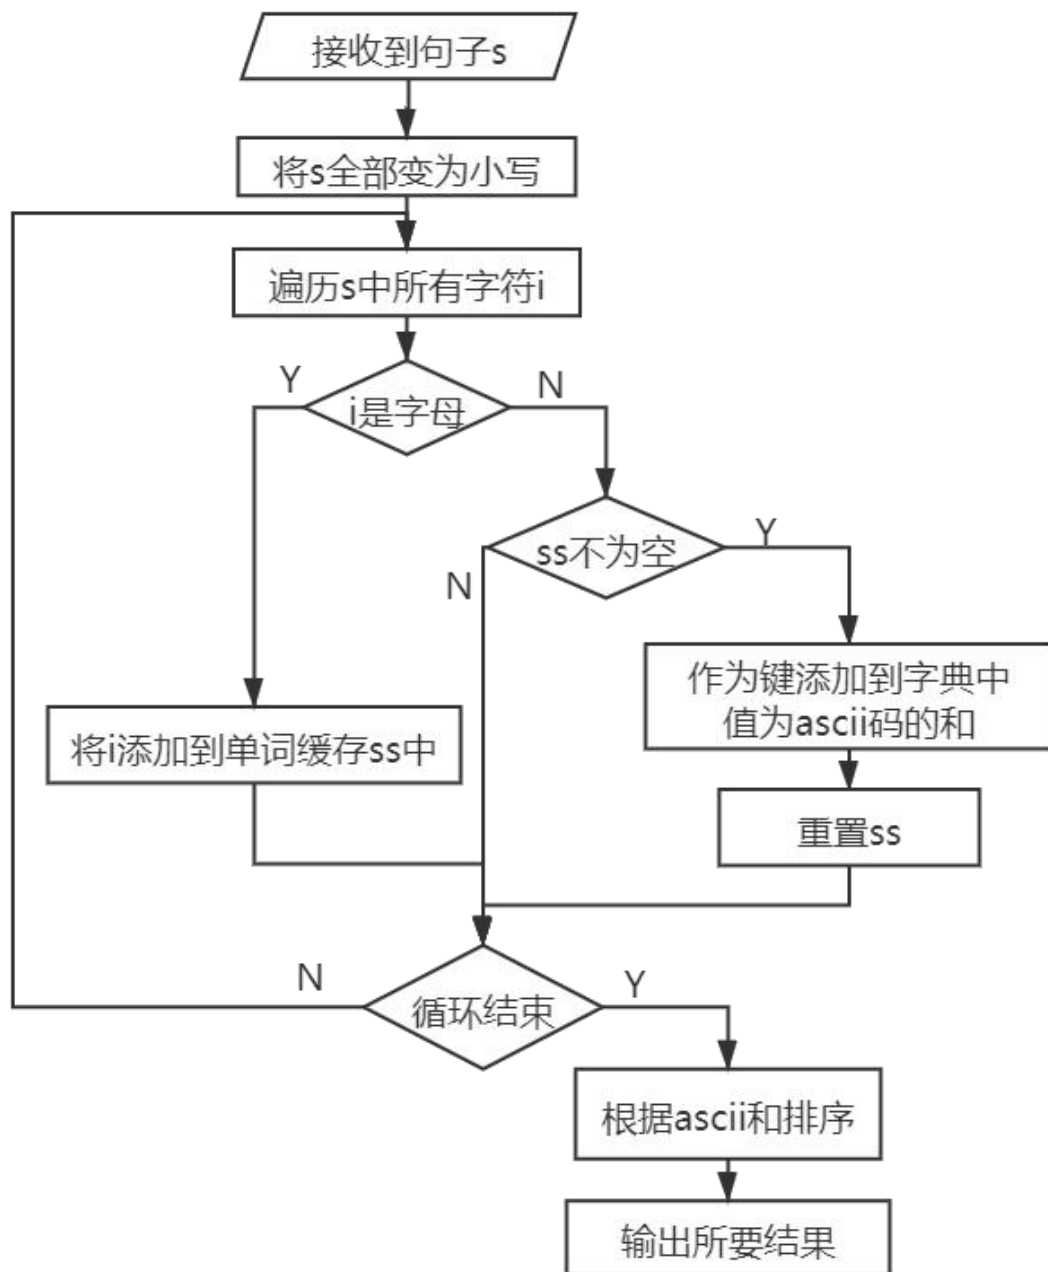 接收到句子s
将s全部变为小写
遍历s中所有字符i
Y
i是字母
N
ss不为空
Y
N
作为键添加到字典中
值为ascii码的和
将i添加到单词缓存ss中
重置ss
N
循环结束
Y
根据ascii和排序
输出所要结果